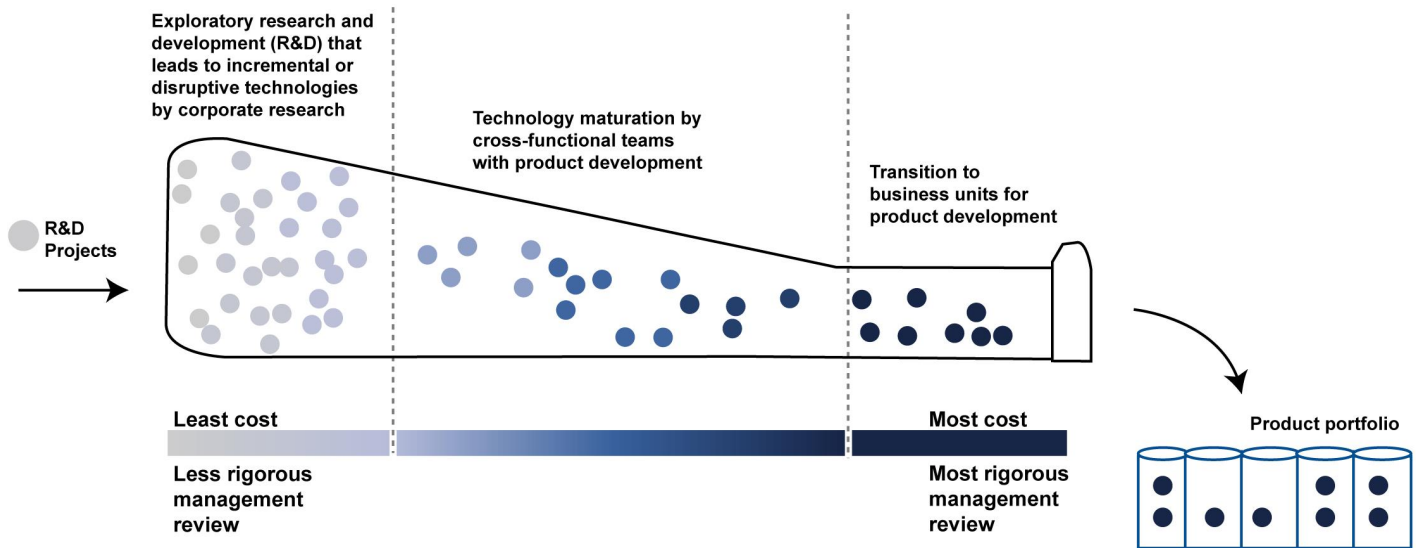 Exploratory research and
development (R&D) that
leads to incremental or
disruptive technologies
by corporate research
Technology maturation by
cross-functional teams
with product development
Transition to
business units for
product development
R&D
Projects
Least cost
Most cost
Less rigorous
management
review
Most rigorous
management
review
Product portfolio